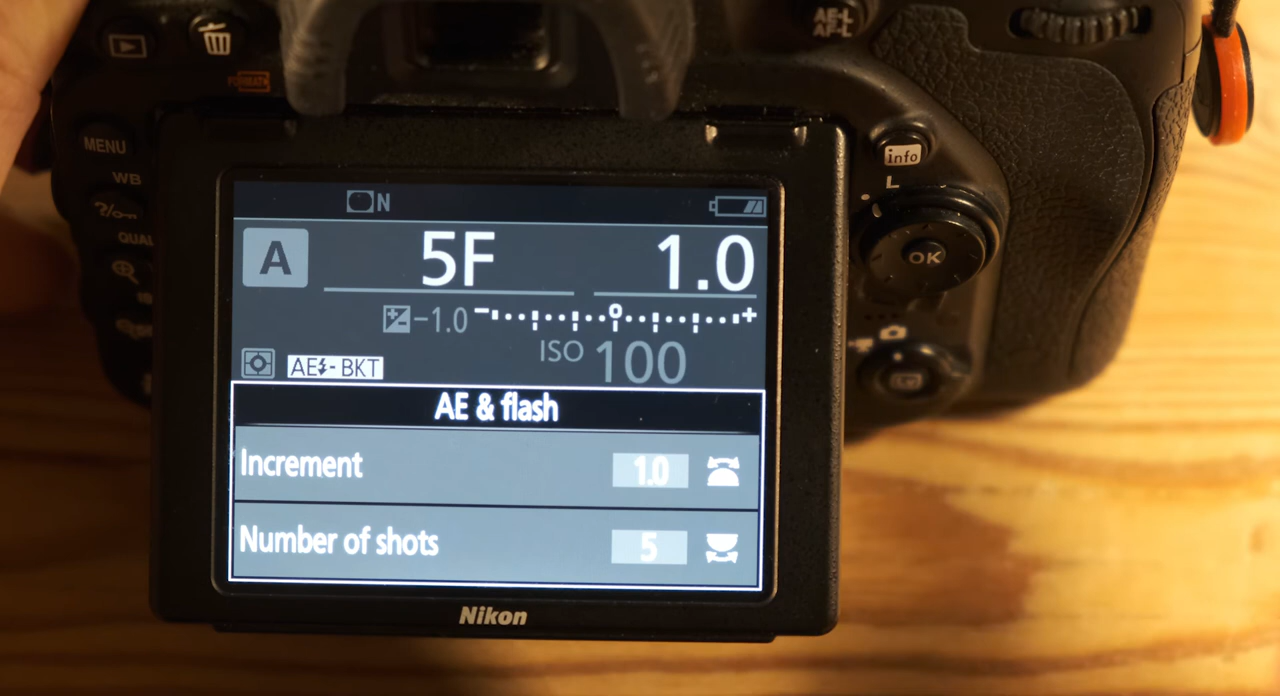 AE-L
AF-L
FORMAT
MENU
WB
?/
QUAL
info
L
OK
N
A
5F
1.0
-1.0
- +
ISO 100
AE⚡-BKT
AE & flash
Increment 1.0
Number of shots 5
Nikon